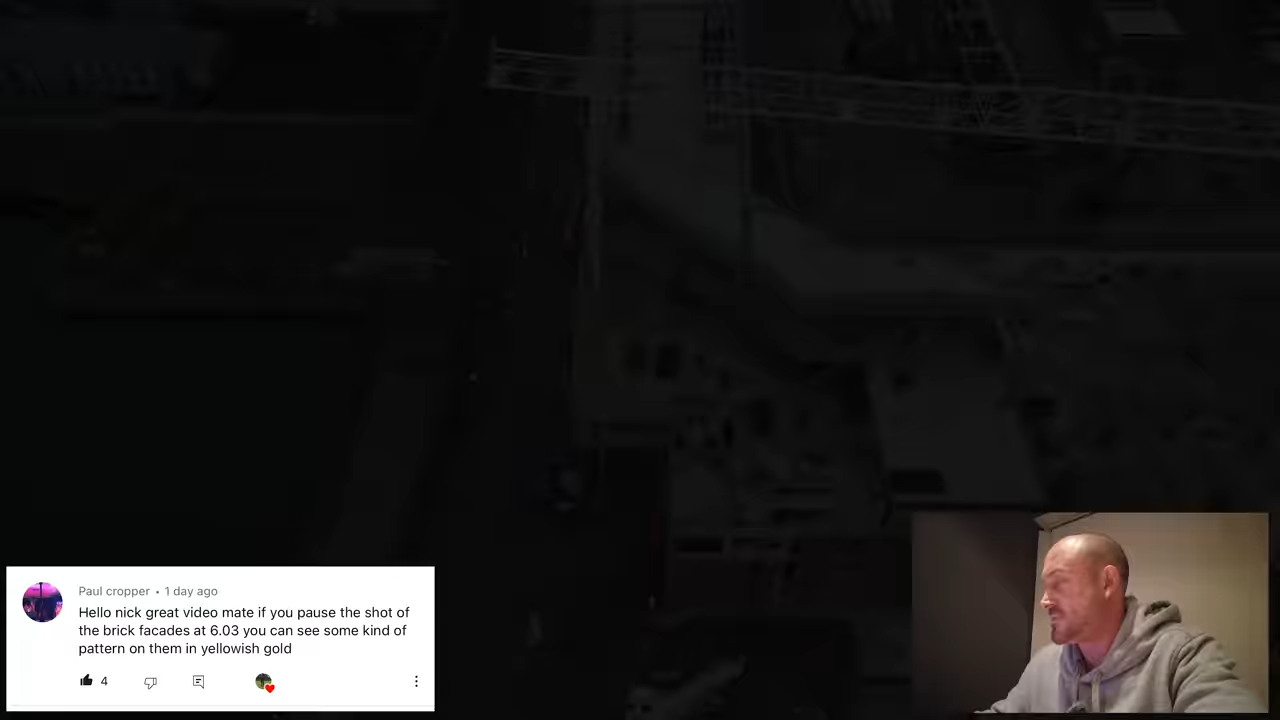 Paul cropper • 1 day ago
Hello nick great video mate if you pause the shot of
the brick facades at 6.03 you can see some kind of
pattern on them in yellowish gold
4